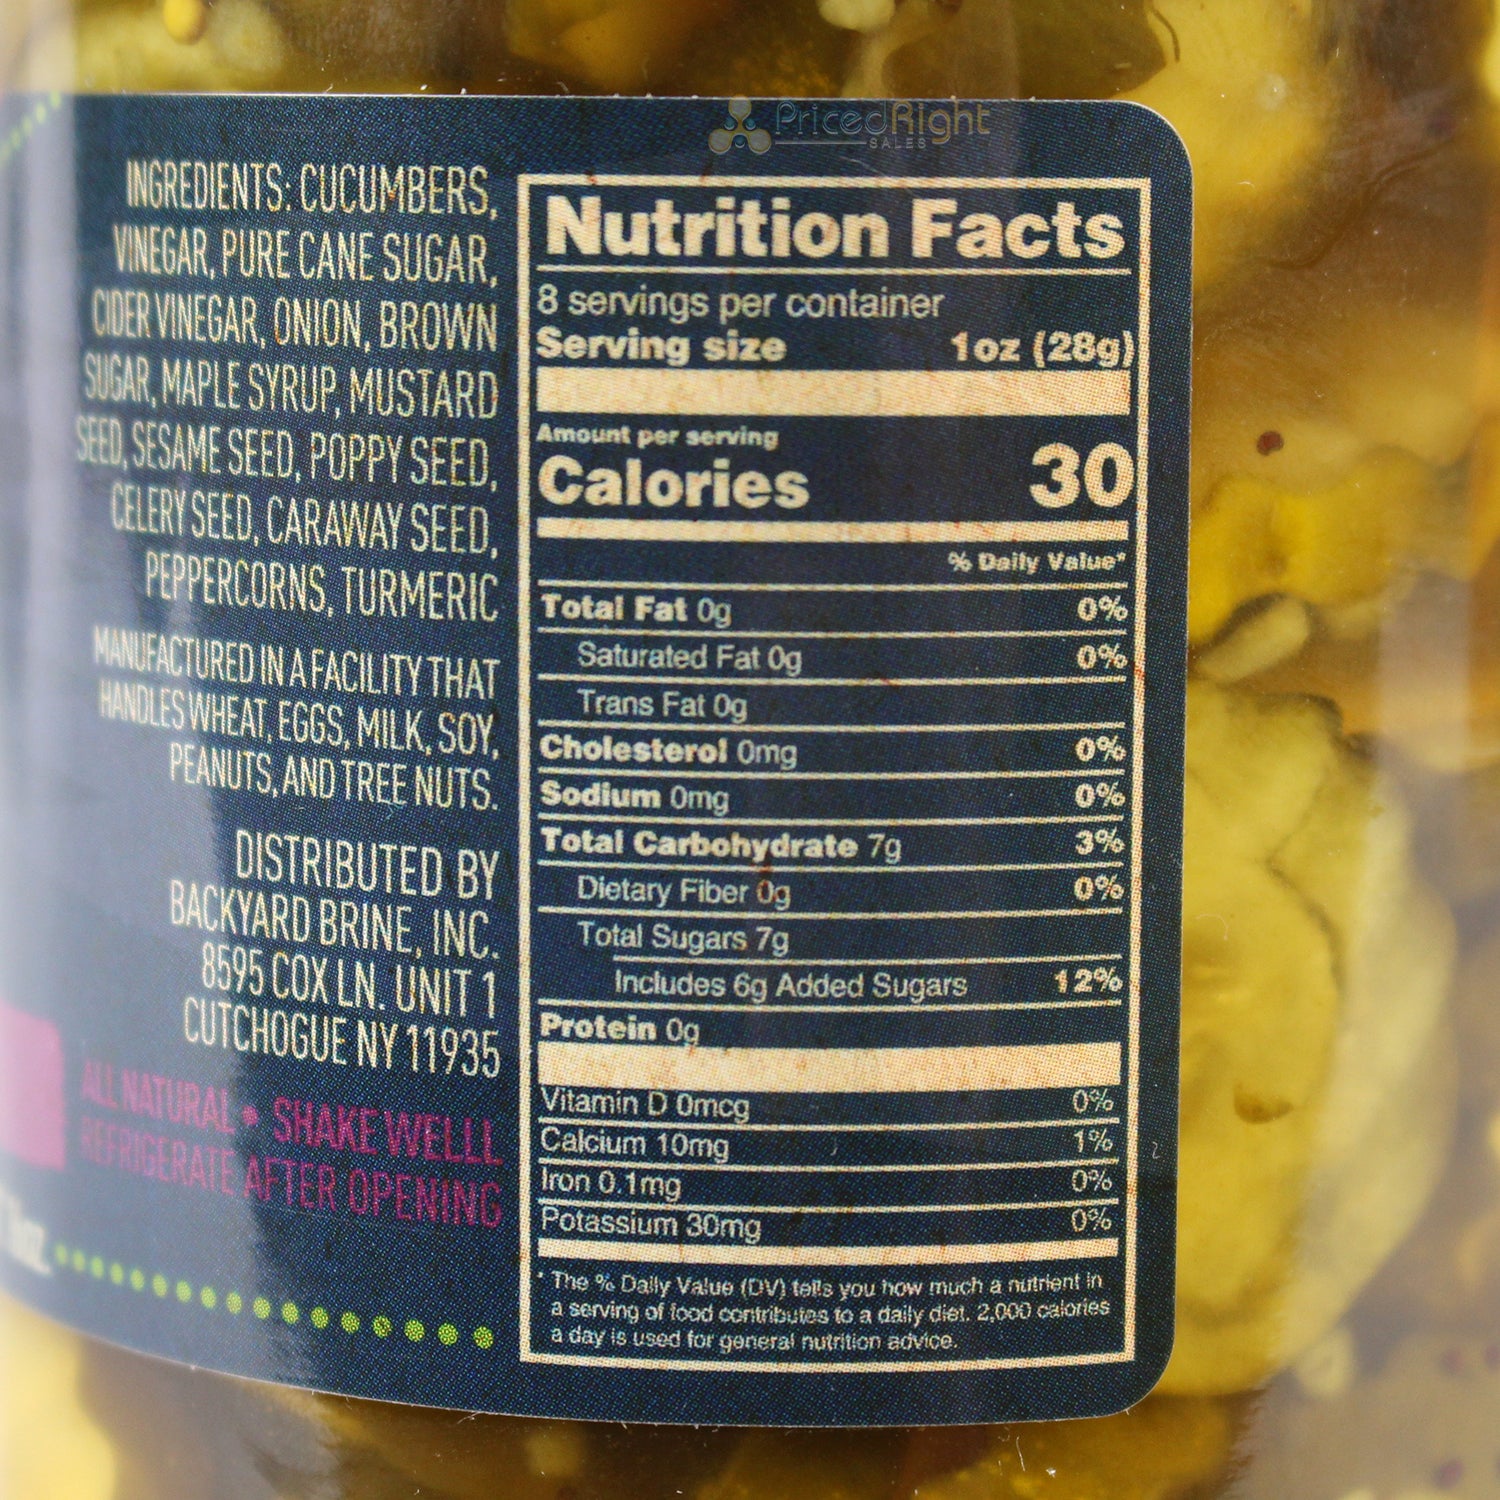 PricedRight
SALES
INGREDIENTS: CUCUMBERS,
VINEGAR, PURE CANE SUGAR,
CIDER VINEGAR, ONION, BROWN
SUGAR, MAPLE SYRUP, MUSTARD
SEED, SESAME SEED, POPPY SEED,
CELERY SEED, CARAWAY SEED,
PEPPERCORNS, TURMERIC
MANUFACTURED IN A FACILITY THAT
HANDLES WHEAT, EGGS, MILK, SOY,
PEANUTS, AND TREE NUTS.
DISTRIBUTED BY
BACKYARD BRINE, INC.
8595 COX LN. UNIT 1
CUTCHOGUE NY 11935
ALL NATURAL • SHAKE WELLL
REFRIGERATE AFTER OPENING
Nutrition Facts
8 servings per container
Serving size 1oz (28g)
Amount per serving
Calories 30
% Daily Value*
Total Fat 0g 0%
Saturated Fat 0g 0%
Trans Fat 0g
Cholesterol 0mg 0%
Sodium 0mg 0%
Total Carbohydrate 7g 3%
Dietary Fiber 0g 0%
Total Sugars 7g
Includes 6g Added Sugars 12%
Protein 0g
Vitamin D 0mcg 0%
Calcium 10mg 1%
Iron 0.1mg 0%
Potassium 30mg 0%
* The % Daily Value (DV) tells you how much a nutrient in
a serving of food contributes to a daily diet. 2,000 calories
a day is used for general nutrition advice.